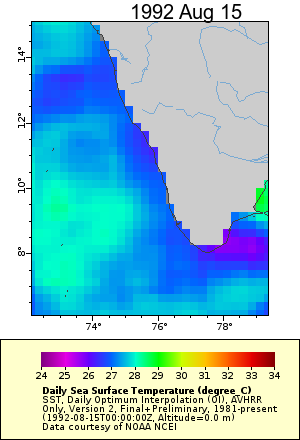 1992 Aug 15
14°
12°
10°
8°
74° 76° 78°
24 25 26 27 28 29 30 31 32 33 34
Daily Sea Surface Temperature (degree_C)
SST, Daily Optimum Interpolation (OI), AVHRR
Only, Version 2, Final+Preliminary, 1981-present
(1992-08-15T00:00:00Z, Altitude=0.0 m)
Data courtesy of NOAA NCEI